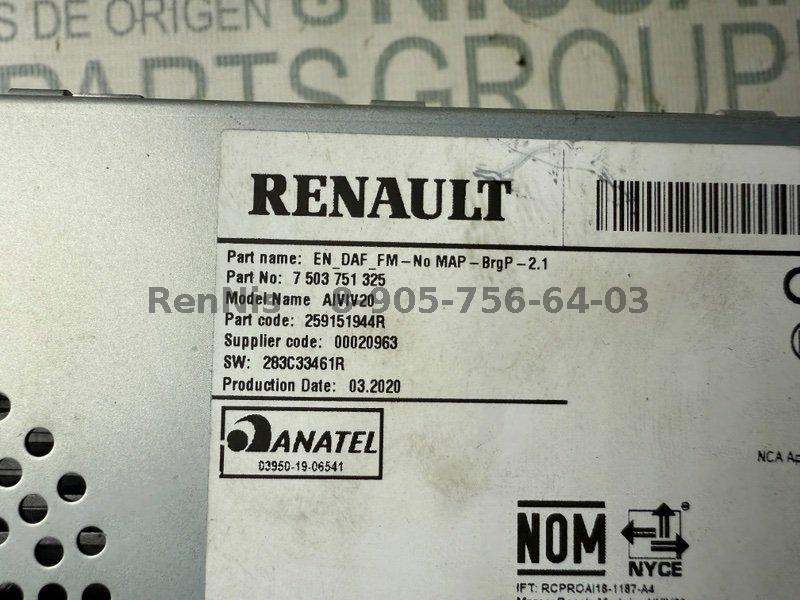 S DE ORIGEN
PARTSGROUP
RENAULT
Part name: EN_DAF_FM-No MAP-BrgP-2.1
Part No: 7 503 751 325
RenNis 8-905-756-64-03
Model Name AIVIV20
Part code: 259151944R
Supplier code: 00020963
SW: 283C33461R
Production Date: 03.2020
ANATEL
03950-19-06541
NCA
NOM
NYCE
IFT: RCPROAI18-1187-A4